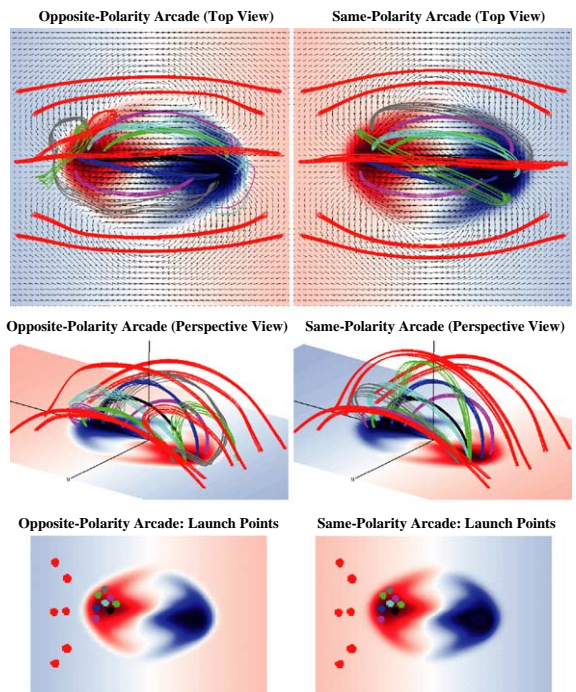 Opposite-Polarity Arcade (Top View)
Same-Polarity Arcade (Top View)
Opposite-Polarity Arcade (Perspective View)
Same-Polarity Arcade (Perspective View)
Opposite-Polarity Arcade: Launch Points
Same-Polarity Arcade: Launch Points